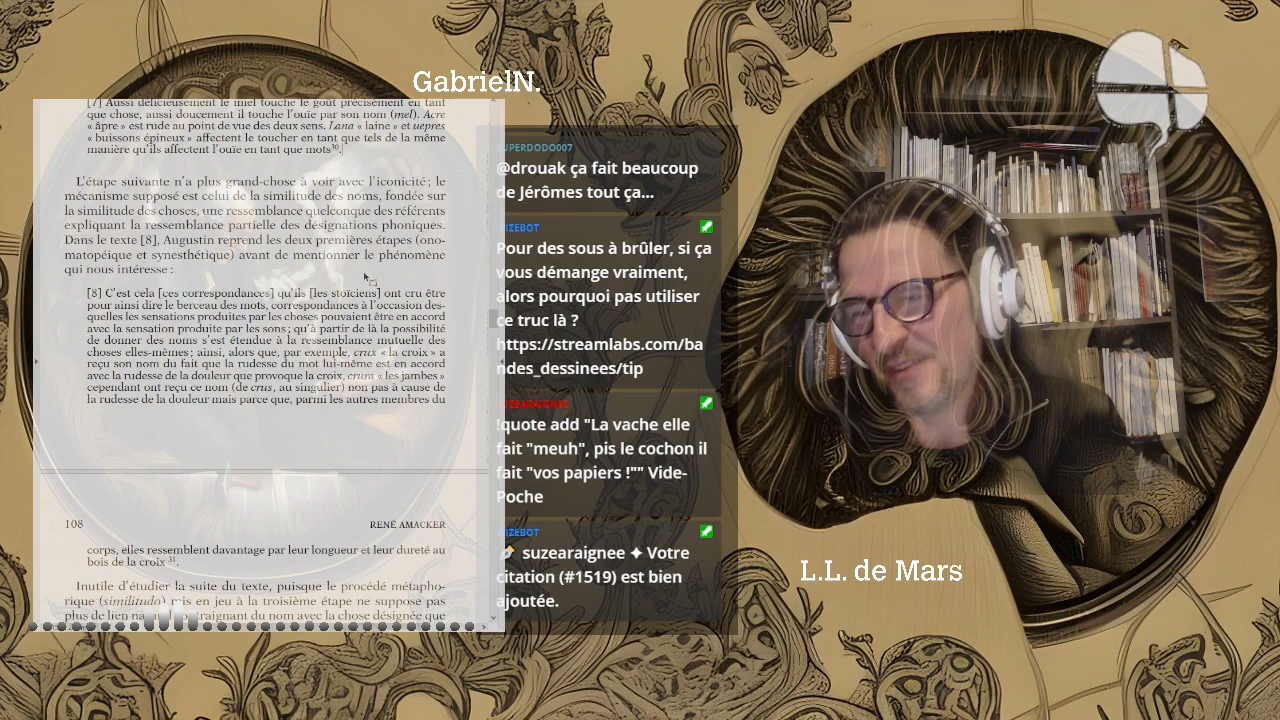 GabrielN.
[7] Aussi délicieusement le miel touche le goût précisément en tant
que chose, aussi doucement il touche l'ouïe par son nom (mel). Acre
« âpre » est rude au point de vue des deux sens. Lana « laine » et uepres
« buissons épineux » affectent le toucher en tant que tels de la même
manière qu'ils affectent l'ouïe en tant que mots30.
L'étape suivante n'a plus grand-chose à voir avec l'iconicité ; le
mécanisme supposé est celui de la similitude des noms, fondée sur
la similitude des choses, une ressemblance quelconque des référents
expliquant la ressemblance partielle des désignations phoniques.
Dans le texte [8], Augustin reprend les deux premières étapes (ono-
matopéique et synesthétique) avant de mentionner le phénomène
qui nous intéresse :
[8] C'est cela [ces correspondances] qu'ils [les stoïciens] ont cru être
pour ainsi dire le berceau des mots, correspondances à l'occasion des-
quelles les sensations produites par les choses pouvaient être en accord
avec la sensation produite par les sons ; qu'à partir de là la possibilité
de donner des noms s'est étendue à la ressemblance mutuelle des
choses elles-mêmes ; ainsi, alors que, par exemple, crux « la croix » a
reçu son nom du fait que la rudesse du mot lui-même est en accord
avec la rudesse de la douleur que provoque la croix, crura « les jambes »
cependant ont reçu ce nom (de crus, au singulier) non pas à cause de
la rudesse de la douleur mais parce que, parmi les autres membres du
108 RENÉ AMACKER
corps, elles ressemblent davantage par leur longueur et leur dureté au
bois de la croix 31.
Inutile d'étudier la suite du texte, puisque le procédé métapho-
rique (similitudo) mis en jeu à la troisième étape ne suppose pas
plus de lien avec la chose désignée que
SUPERDODO007
@drouak ça fait beaucoup
de Jérômes tout ça...
WIZEBOT
Pour des sous à brûler, si ça
vous démange vraiment,
alors pourquoi pas utiliser
ce truc là ?
https://streamlabs.com/ba
ndes_dessinees/tip
SUZEARAIGNEE
!quote add "La vache elle
fait "meuh", pis le cochon il
fait "vos papiers !"" Vide-
Poche
WIZEBOT
suzearaignee ✦ Votre
citation (#1519) est bien
ajoutée.
L.L. de Mars